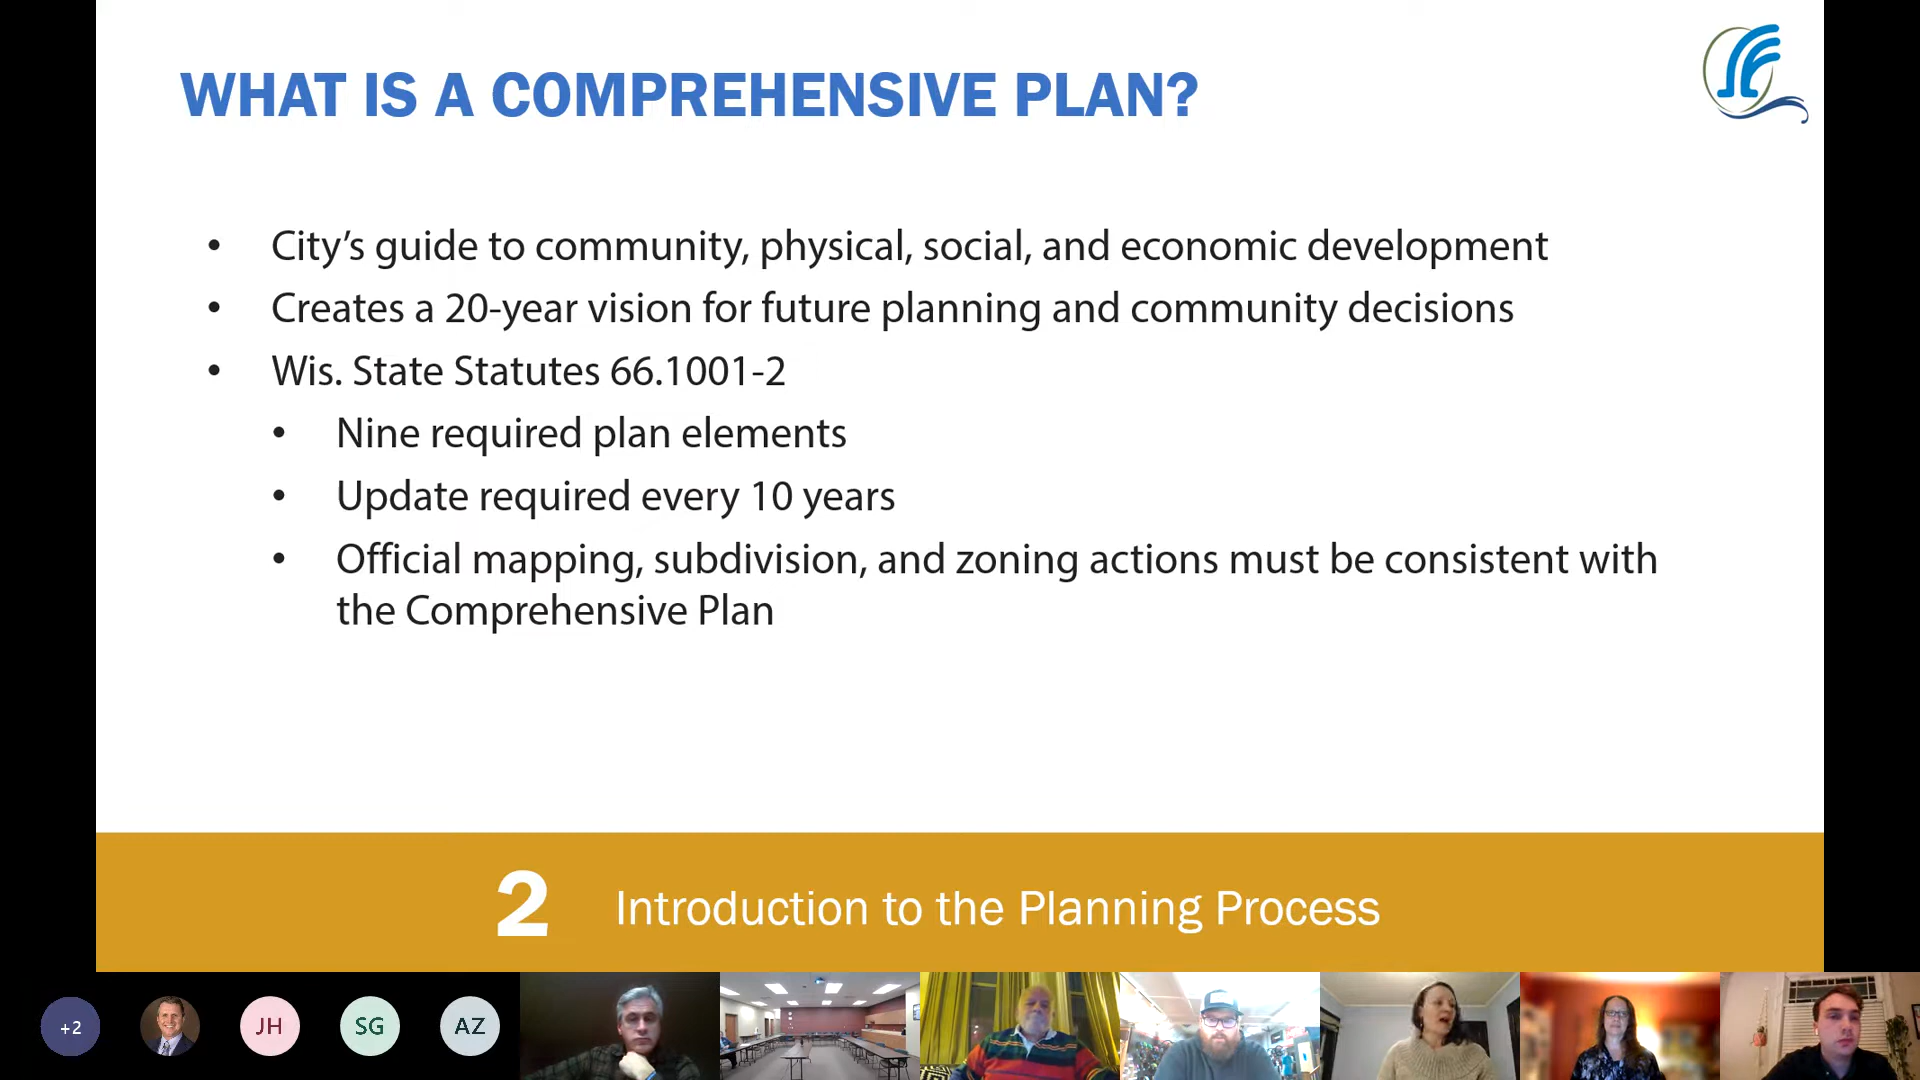 WHAT IS A COMPREHENSIVE PLAN?
• City’s guide to community, physical, social, and economic development
• Creates a 20-year vision for future planning and community decisions
• Wis. State Statutes 66.1001-2
• Nine required plan elements
• Update required every 10 years
• Official mapping, subdivision, and zoning actions must be consistent with
the Comprehensive Plan
2 Introduction to the Planning Process
+2 JH SG AZ